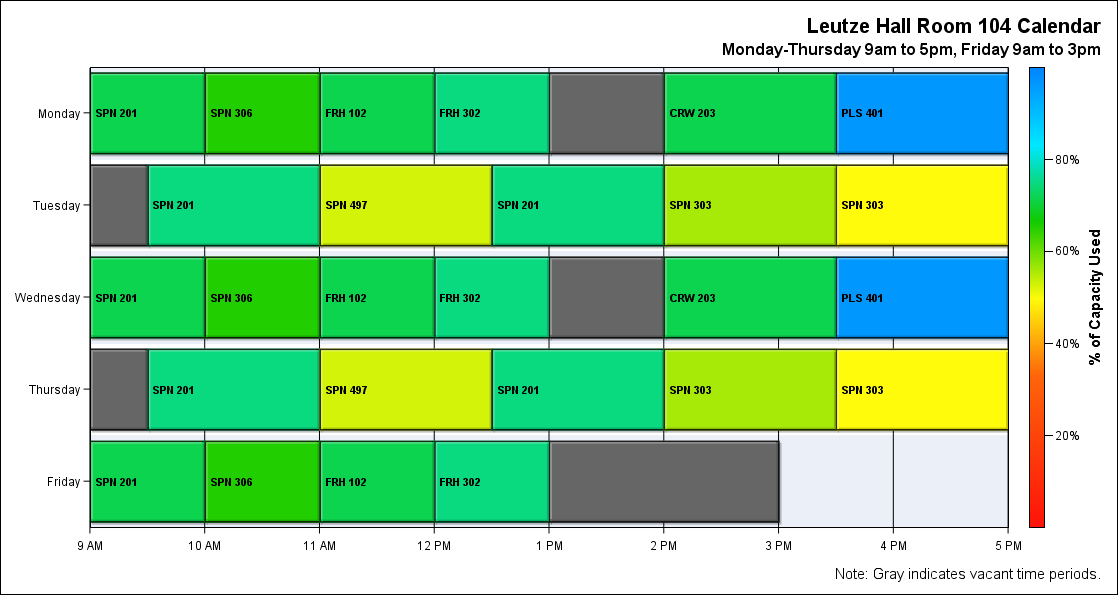 Leutze Hall Room 104 Calendar
Monday-Thursday 9am to 5pm, Friday 9am to 3pm
Monday SPN 201 SPN 306 FRH 102 FRH 302 CRW 203 PLS 401
80%
Tuesday SPN 201 SPN 497 SPN 201 SPN 303 SPN 303
60%
% of Capacity Used
Wednesday SPN 201 SPN 306 FRH 102 FRH 302 CRW 203 PLS 401
40%
Thursday SPN 201 SPN 497 SPN 201 SPN 303 SPN 303
20%
Friday SPN 201 SPN 306 FRH 102 FRH 302
9 AM 10 AM 11 AM 12 PM 1 PM 2 PM 3 PM 4 PM 5 PM
Note: Gray indicates vacant time periods.